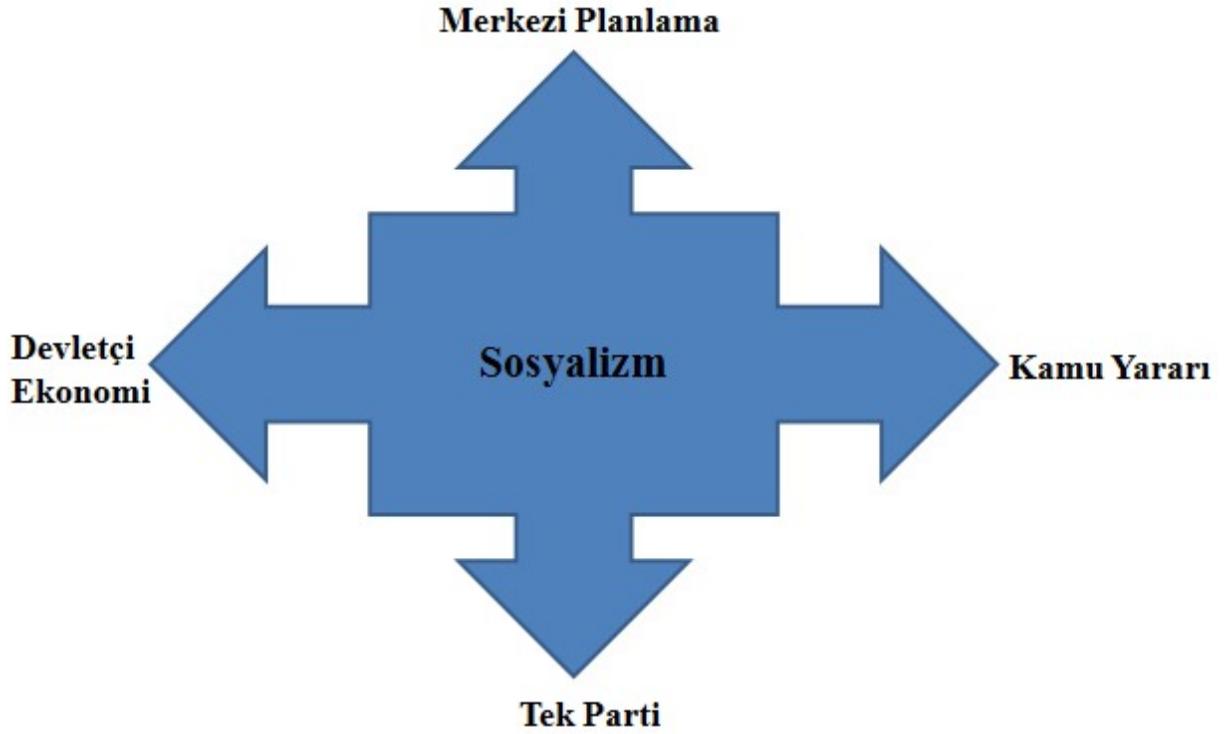 Merkezi Planlama
Devletçi
Ekonomi
Sosyalizm
Kamu Yararı
Tek Parti